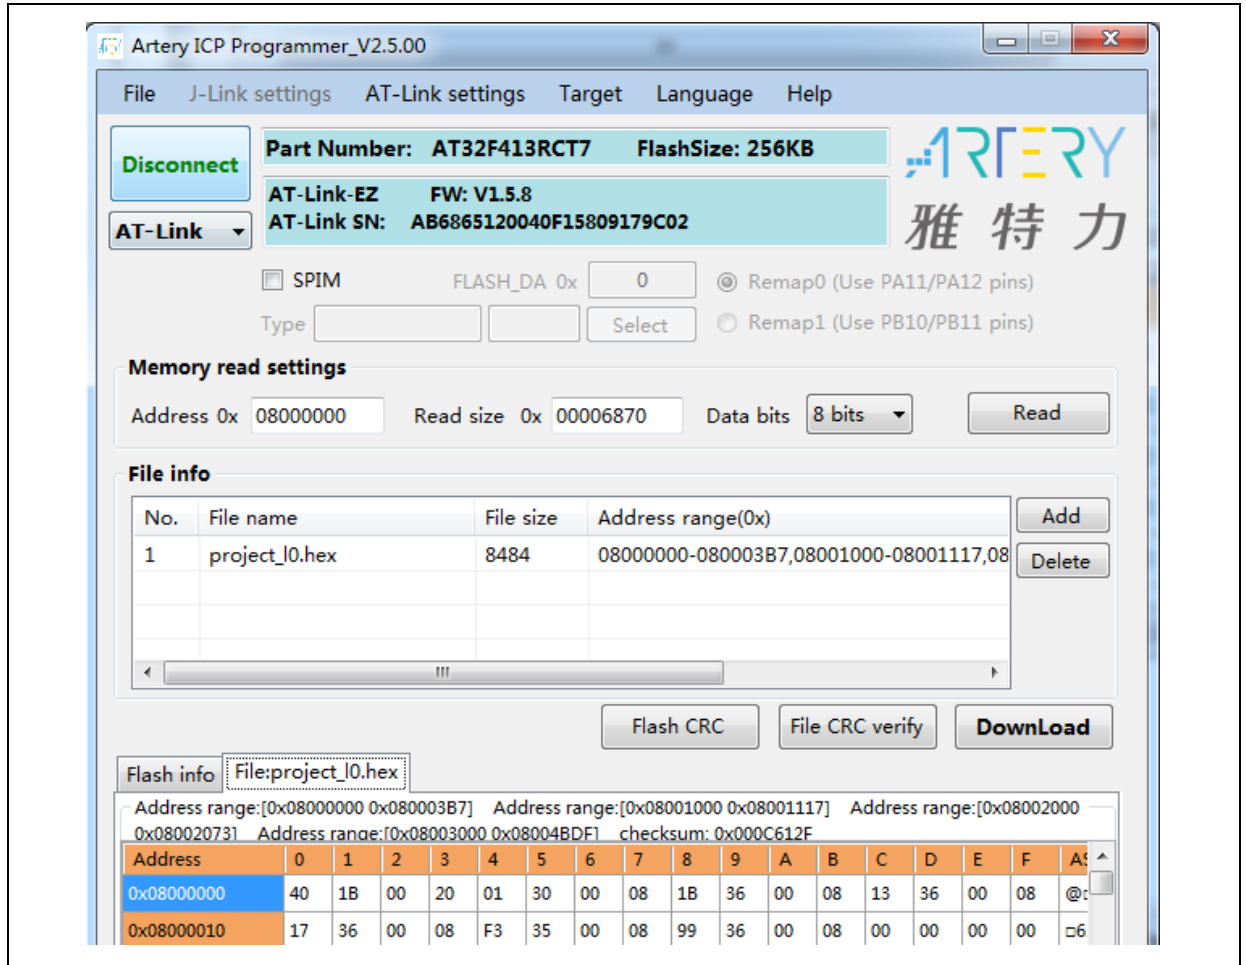 Artery ICP Programmer_V2.5.00
File J-Link settings AT-Link settings Target Language Help
Disconnect
Part Number: AT32F413RCT7 FlashSize: 256KB
AT-Link-EZ FW: V1.5.8
AT-Link SN: AB6865120040F15809179C02
AT-Link
ARTERY
雅特力
SPIM FLASH_DA 0x 0 Remap0 (Use PA11/PA12 pins)
Type Select Remap1 (Use PB10/PB11 pins)
Memory read settings
Address 0x 08000000 Read size 0x 00006870 Data bits 8 bits Read
File info
No. File name File size Address range(0x) Add
1 project_l0.hex 8484 08000000-080003B7,08001000-08001117,08 Delete
Flash CRC File CRC verify DownLoad
Flash info File:project_l0.hex
Address range:[0x08000000 0x080003B7] Address range:[0x08001000 0x08001117] Address range:[0x08002000
0x08002073] Address range:[0x08003000 0x08004BDF] checksum: 0x000C612F
Address 0 1 2 3 4 5 6 7 8 9 A B C D E F
0x08000000 40 1B 00 20 01 30 00 08 1B 36 00 08 13 36 00 08 @
0x08000010 17 36 00 08 F3 35 00 08 99 36 00 08 00 00 00 00 □6